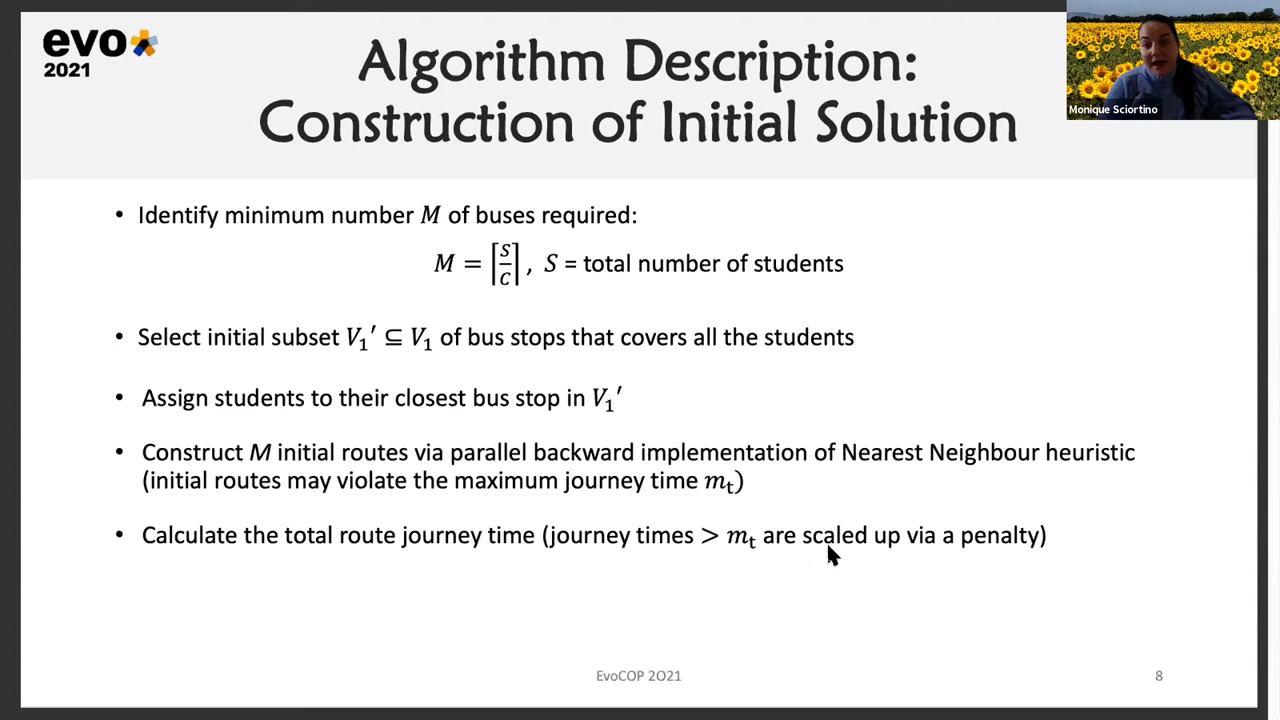 evo*
2021
Algorithm Description:
Construction of Initial Solution
Monique Sciortino
• Identify minimum number M of buses required:
M = ⌈S/C⌉ , S = total number of students
• Select initial subset V₁′ ⊆ V₁ of bus stops that covers all the students
• Assign students to their closest bus stop in V₁′
• Construct M initial routes via parallel backward implementation of Nearest Neighbour heuristic
(initial routes may violate the maximum journey time mₜ)
• Calculate the total route journey time (journey times > mₜ are scaled up via a penalty)
EvoCOP 2O21
8